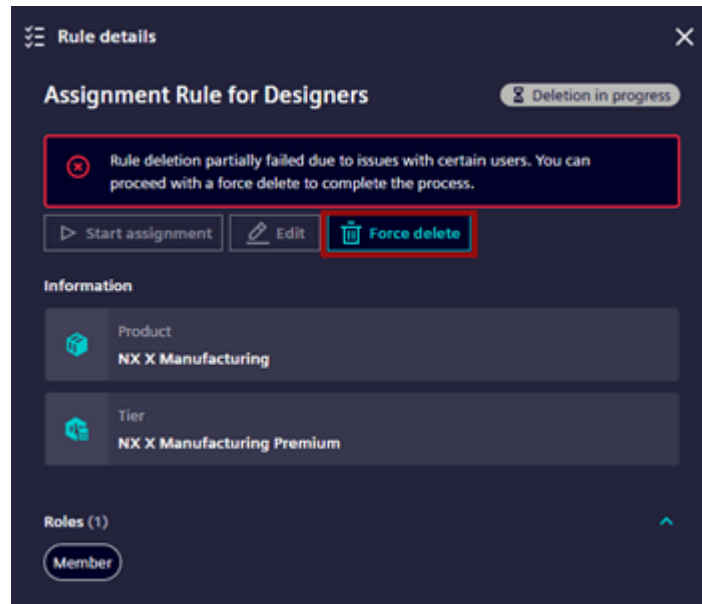 Rule details
Assignment Rule for Designers
Deletion in progress
Rule deletion partially failed due to issues with certain users. You can
proceed with a force delete to complete the process.
Start assignment
Edit
Force delete
Information
Product
NX X Manufacturing
Tier
NX X Manufacturing Premium
Roles (1)
Member